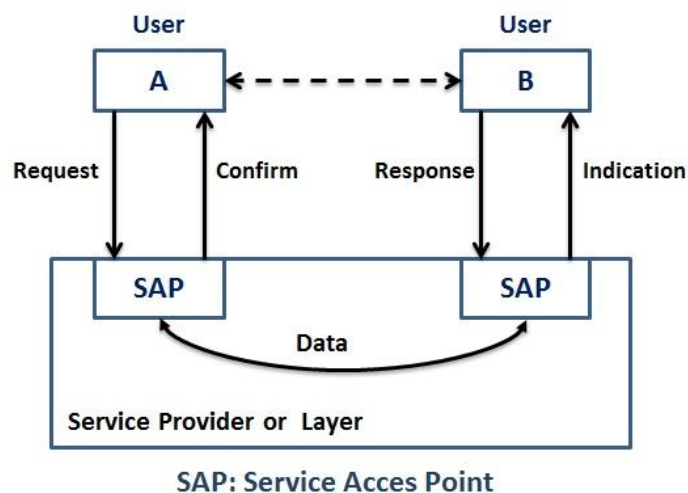 User User
A B
Request Confirm Response Indication
SAP SAP
Data
Service Provider or Layer
SAP: Service Acces Point